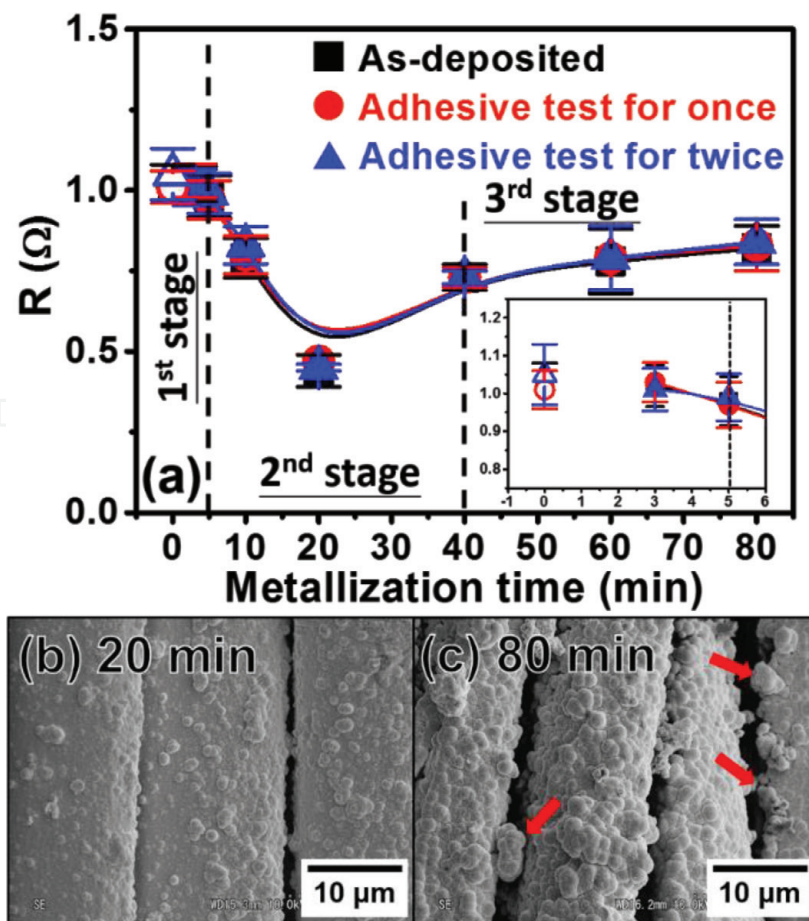 1.5
1.0
0.5
0.0
R (Ω)
As-deposited
Adhesive test for once
Adhesive test for twice
1st stage
2nd stage
3rd stage
(a)
1.2
1.1
1.0
0.9
0.8
-1 0 1 2 3 4 5 6
0 10 20 30 40 50 60 70 80
Metallization time (min)
(b) 20 min
10 µm
SE
(c) 80 min
10 µm
SE